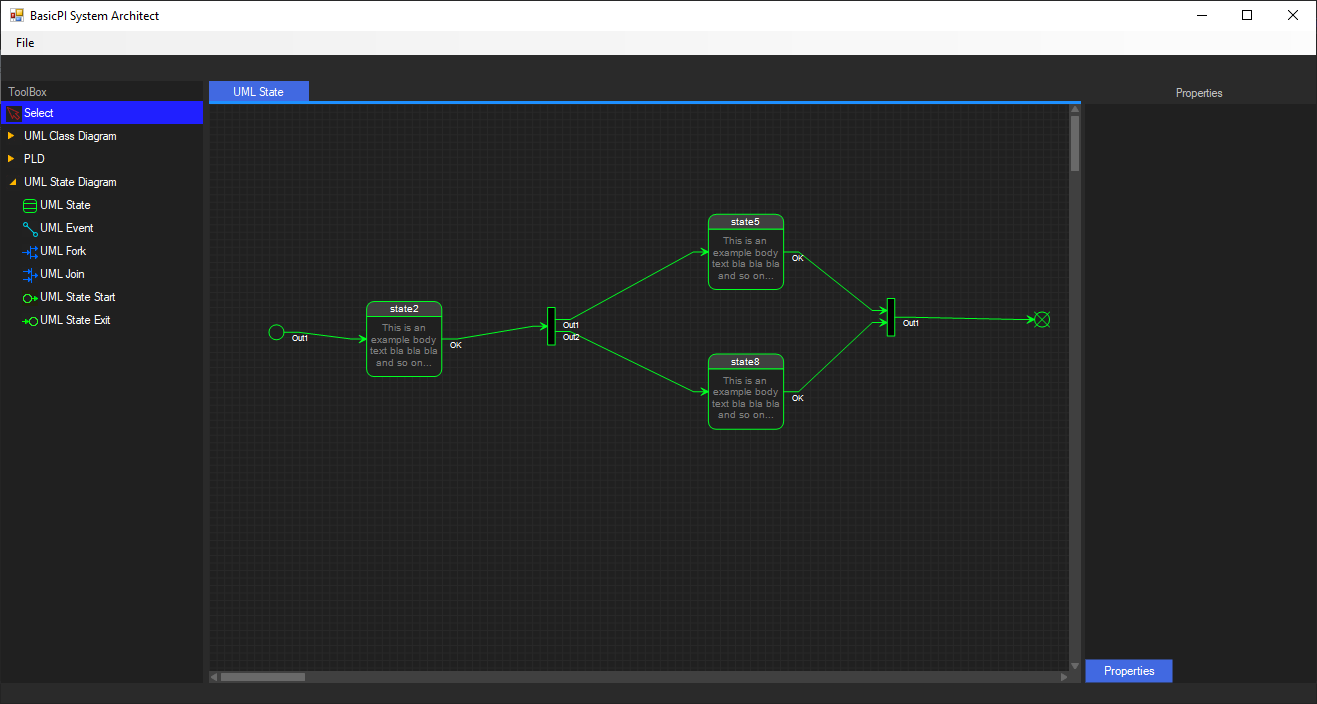 BasicPI System Architect
File
ToolBox
Select
UML Class Diagram
PLD
UML State Diagram
UML State
UML Event
UML Fork
UML Join
UML State Start
UML State Exit
UML State
Out1
state2
This is an
example body
text bla bla bla
and so on...
OK
Out1
Out2
state5
This is an
example body
text bla bla bla
and so on...
OK
state8
This is an
example body
text bla bla bla
and so on...
OK
Out1
Properties
Properties